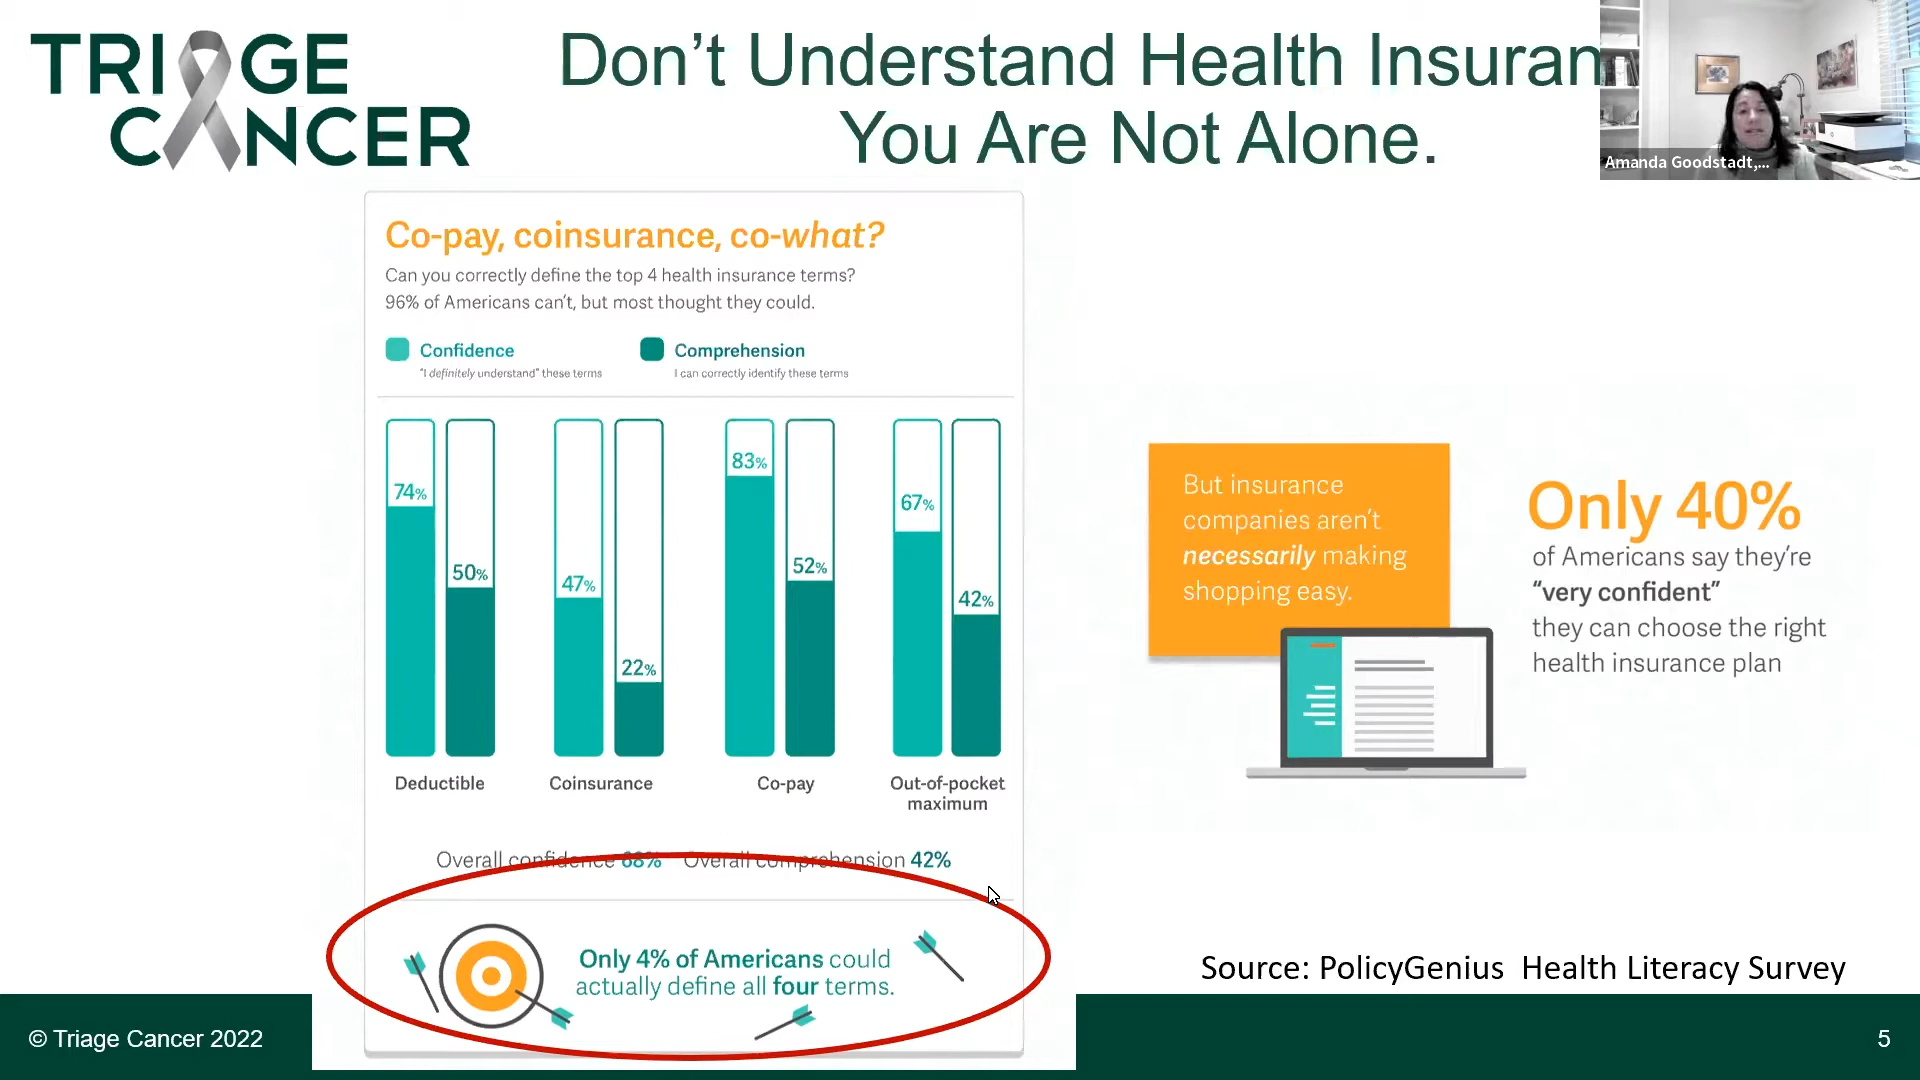 TRIAGE
CANCER
Don't Understand Health Insuran
You Are Not Alone.
Amanda Goodstadt,...
Co-pay, coinsurance, co-what?
Can you correctly define the top 4 health insurance terms?
96% of Americans can't, but most thought they could.
Confidence
"I definitely understand" these terms
Comprehension
I can correctly identify these terms
74%
50%
47%
22%
83%
52%
67%
42%
Deductible
Coinsurance
Co-pay
Out-of-pocket
maximum
Overall confidence 68% Overall comprehension 42%
Only 4% of Americans could
actually define all four terms.
But insurance
companies aren't
necessarily making
shopping easy.
Only 40%
of Americans say they're
"very confident"
they can choose the right
health insurance plan
Source: PolicyGenius Health Literacy Survey
© Triage Cancer 2022
5